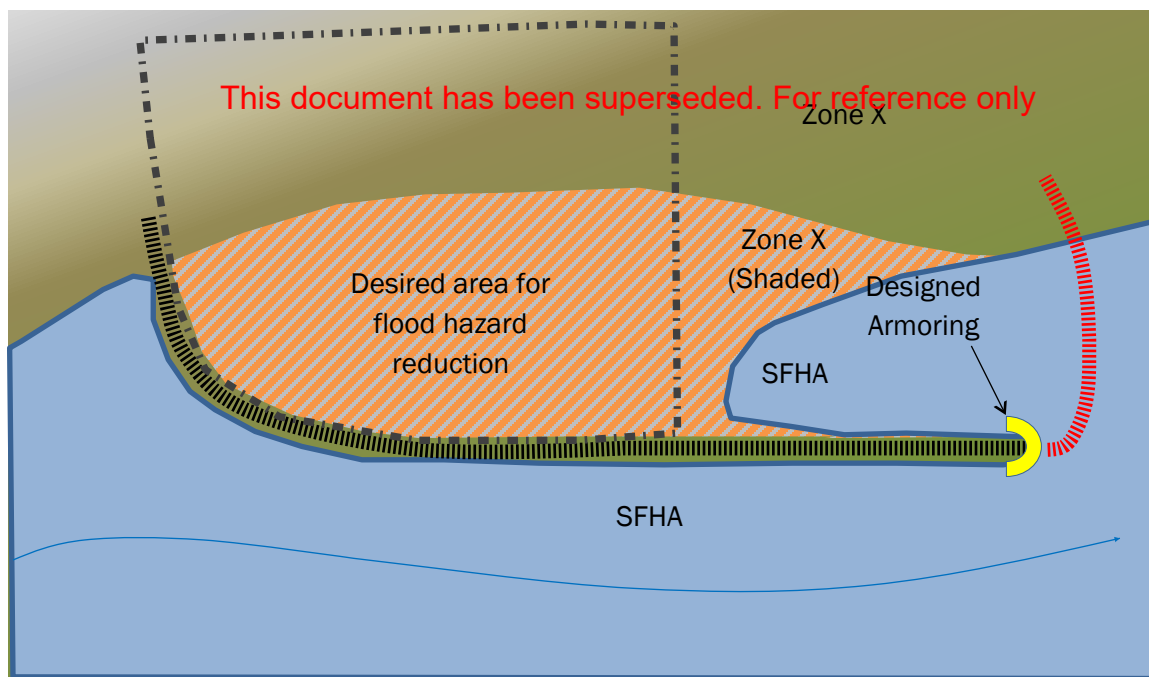 This document has been superseded. For reference only
Zone X
Desired area for
flood hazard
reduction
Zone X
(Shaded)
Designed
Armoring
SFHA
SFHA